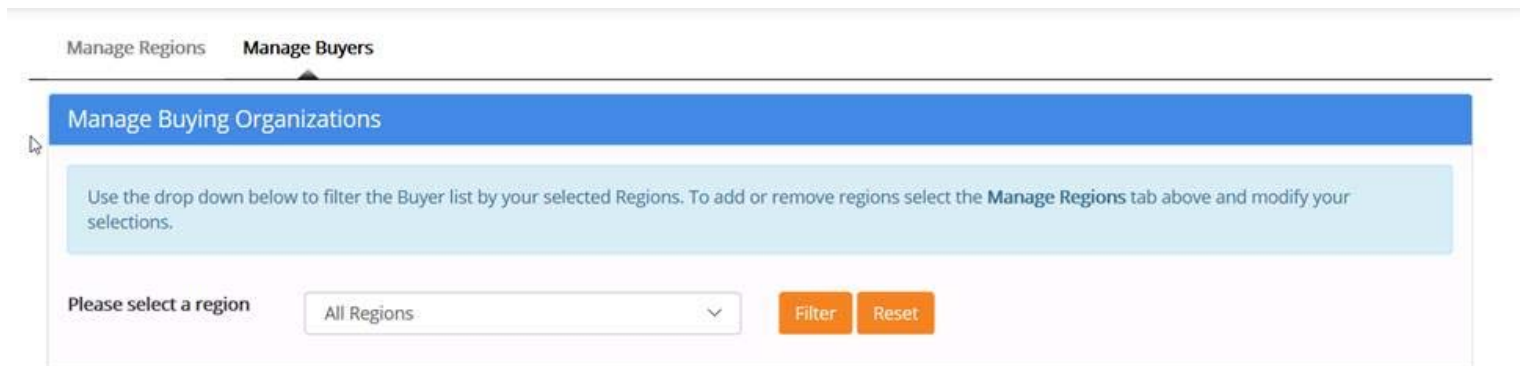 Manage Regions Manage Buyers
Manage Buying Organizations
Use the drop down below to filter the Buyer list by your selected Regions. To add or remove regions select the Manage Regions tab above and modify your
selections.
Please select a region All Regions Filter Reset